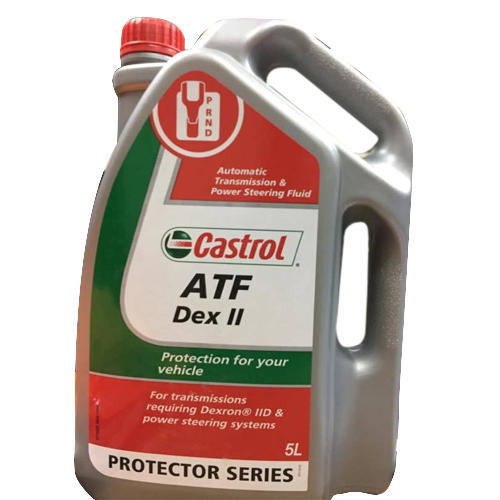 P
R
N
D
Automatic
Transmission &
Power Steering Fluid
Castrol®
ATF
Dex II
Protection for your
vehicle
For transmissions
requiring Dexron® IID &
power steering systems
5L
PROTECTOR SERIES